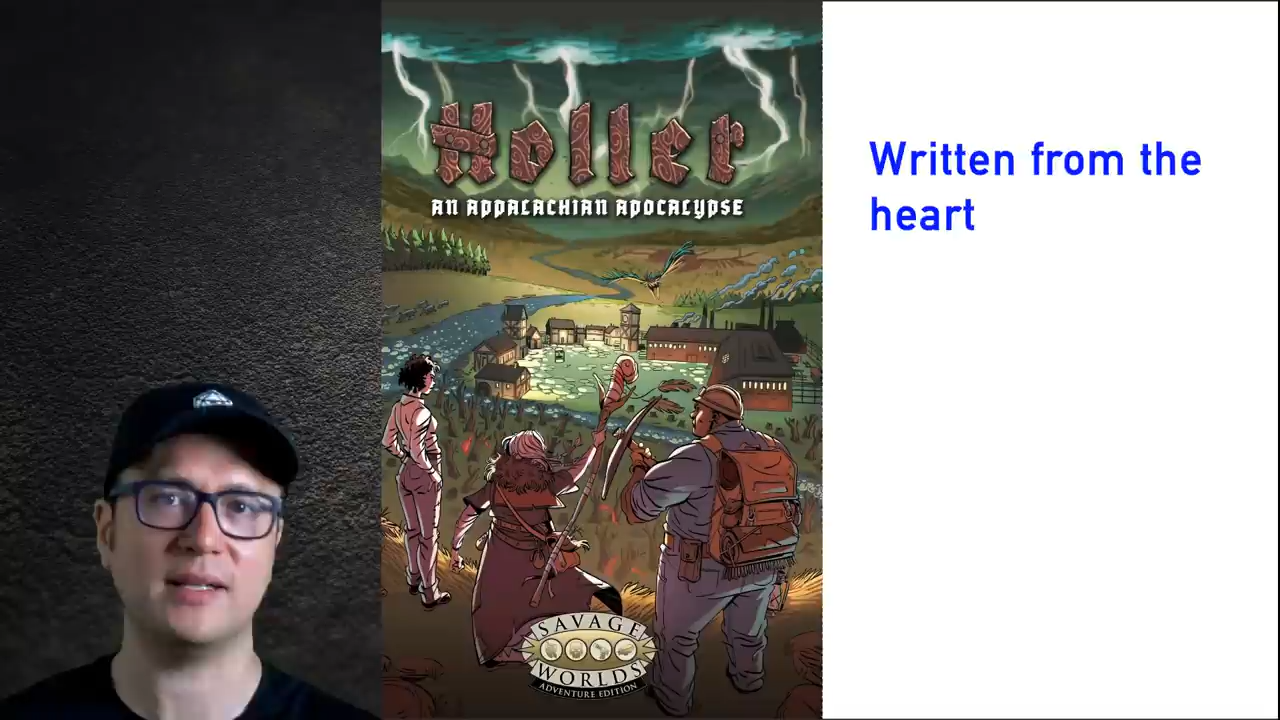 Holler
AN APPALACHIAN APOCALYPSE
SAVAGE
WORLDS
ADVENTURE EDITION
Written from the
heart